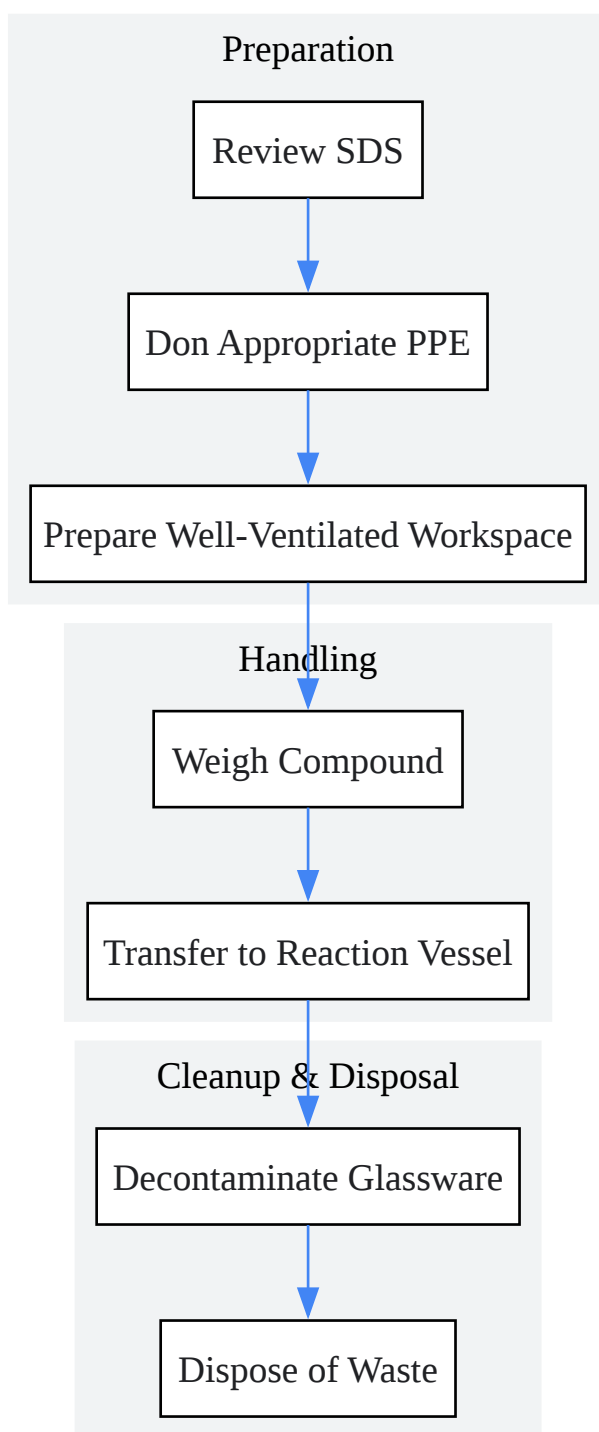 Preparation
Review SDS
Don Appropriate PPE
Prepare Well-Ventilated Workspace
Handling
Weigh Compound
Transfer to Reaction Vessel
Cleanup & Disposal
Decontaminate Glassware
Dispose of Waste